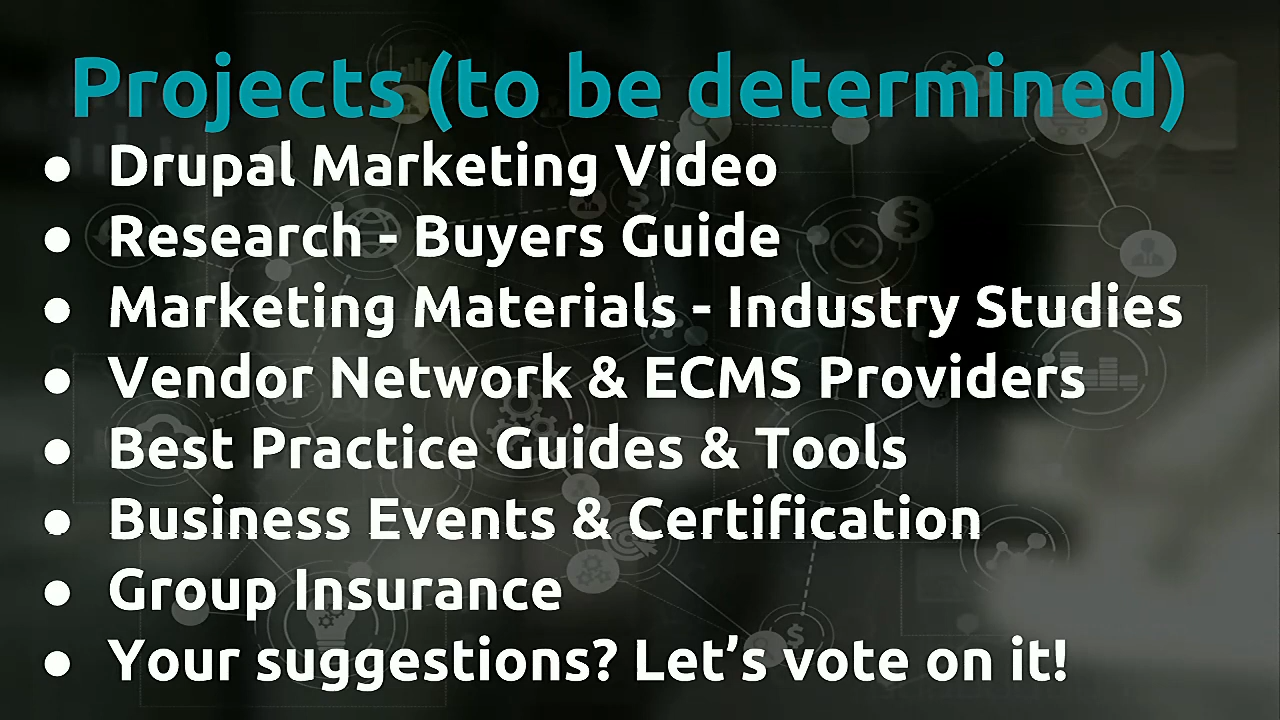 Projects (to be determined)
● Drupal Marketing Video
● Research - Buyers Guide
● Marketing Materials - Industry Studies
● Vendor Network & ECMS Providers
● Best Practice Guides & Tools
● Business Events & Certification
● Group Insurance
● Your suggestions? Let’s vote on it!